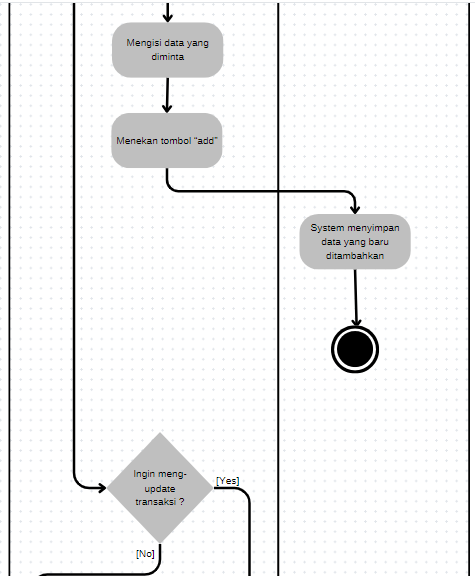 Mengisi data yang
diminta
Menekan tombol "add"
System menyimpan
data yang baru
ditambahkan
Ingin meng-
update
transaksi ?
[Yes]
[No]